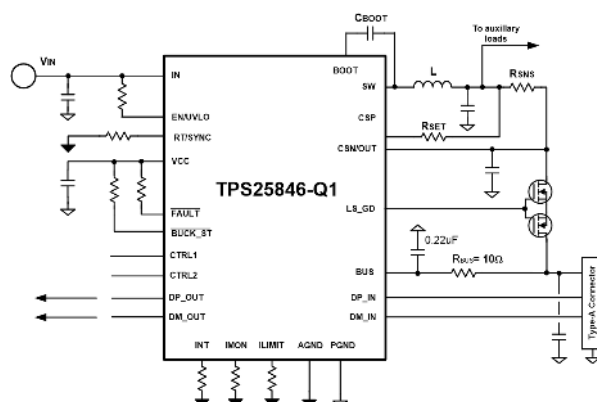 CBOOT
To auxillary
loads
VIN
IN
BOOT
SW
L
RSNS
EN/UVLO
CSP
RT/SYNC
RSET
CSN/OUT
VCC
TPS25846-Q1
LS_GD
FAULT
BUCK_ST
0.22uF
CTRL1
CTRL2
BUS
RBUS= 10Ω
DP_OUT
DP_IN
DM_OUT
DM_IN
Type-A Connector
INT IMON ILIMIT AGND PGND